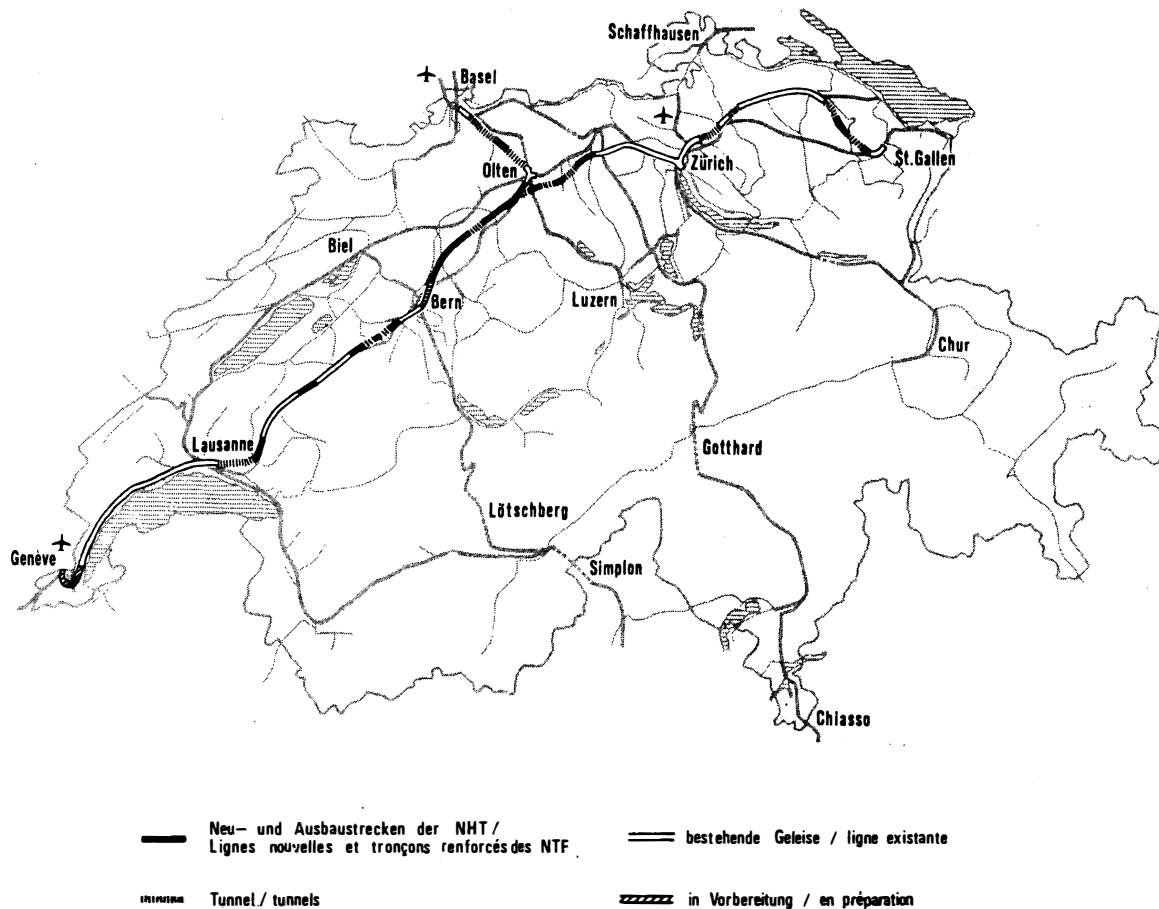 Schaffhausen
Basel
Zürich
St.Gallen
Olten
Biel
Bern
Luzern
Chur
Lausanne
Gotthard
Lötschberg
Genève
Simplon
Chiasso
Neu- und Ausbaustrecken der NHT /
Lignes nouvelles et tronçons renforcés des NTF
bestehende Geleise / ligne existante
Tunnel / tunnels
in Vorbereitung / en préparation